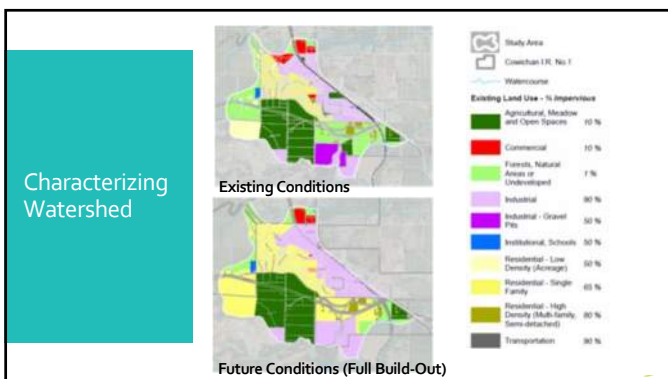 Characterizing
Watershed
Existing Conditions
Future Conditions (Full Build-Out)
Study Area
Cowichan I.R. No.1
Watercourse
Existing Land Use - % Impervious
Agricultural, Meadow
and Open Spaces 10 %
Commercial 10 %
Forests, Natural
Areas or
Undeveloped 1 %
Industrial 90 %
Industrial - Gravel
Pits 50 %
Institutional, Schools 50 %
Residential - Low
Density (Acreage) 50 %
Residential - Single
Family 65 %
Residential - High
Density (Multi-family,
Semi-detached) 80 %
Transportation 90 %